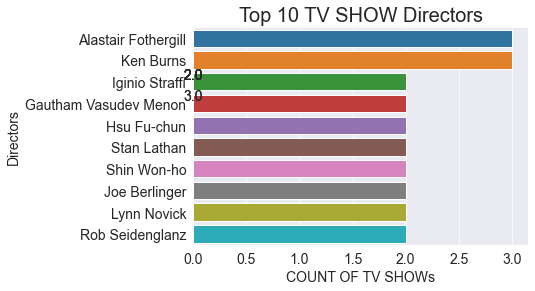 Top 10 TV SHOW Directors
Directors
Alastair Fothergill
Ken Burns
Iginio Straffi
2.0
Gautham Vasudev Menon
3.0
Hsu Fu-chun
Stan Lathan
Shin Won-ho
Joe Berlinger
Lynn Novick
Rob Seidenglanz
0.0 0.5 1.0 1.5 2.0 2.5 3.0
COUNT OF TV SHOWs